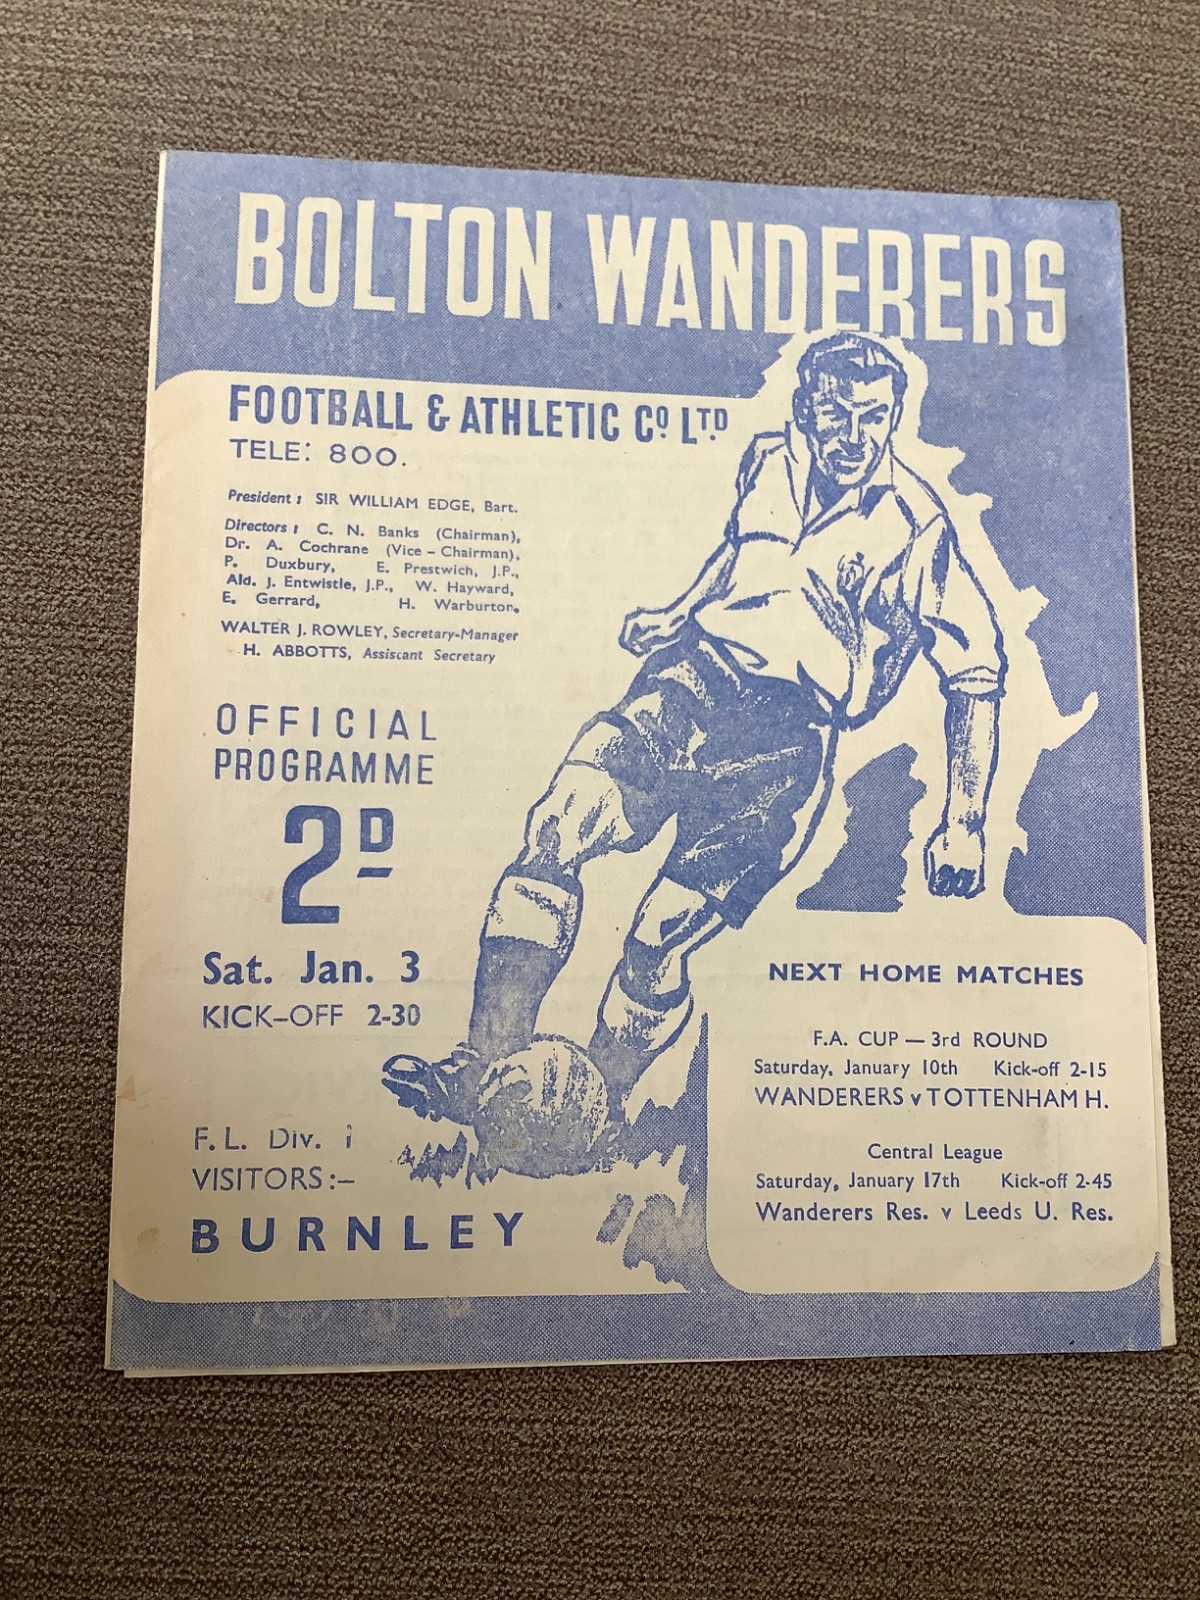 BOLTON WANDERERS
FOOTBALL & ATHLETIC Cº. LTD.
TELE: 800.
President: SIR WILLIAM EDGE, Bart.
Directors: C. N. Banks (Chairman),
Dr. A. Cochrane (Vice - Chairman),
P. Duxbury, E. Prestwich, J.P.,
Ald. J. Entwistle, J.P., W. Hayward,
E. Gerrard, H. Warburton.
WALTER J. ROWLEY, Secretary-Manager
H. ABBOTTS, Assistant Secretary
OFFICIAL
PROGRAMME
2D
Sat. Jan. 3
KICK-OFF 2-30
F.L. Div. 1
VISITORS:-
BURNLEY
NEXT HOME MATCHES
F.A. CUP — 3rd ROUND
Saturday, January 10th Kick-off 2-15
WANDERERS v TOTTENHAM H.
Central League
Saturday, January 17th Kick-off 2-45
Wanderers Res. v Leeds U. Res.